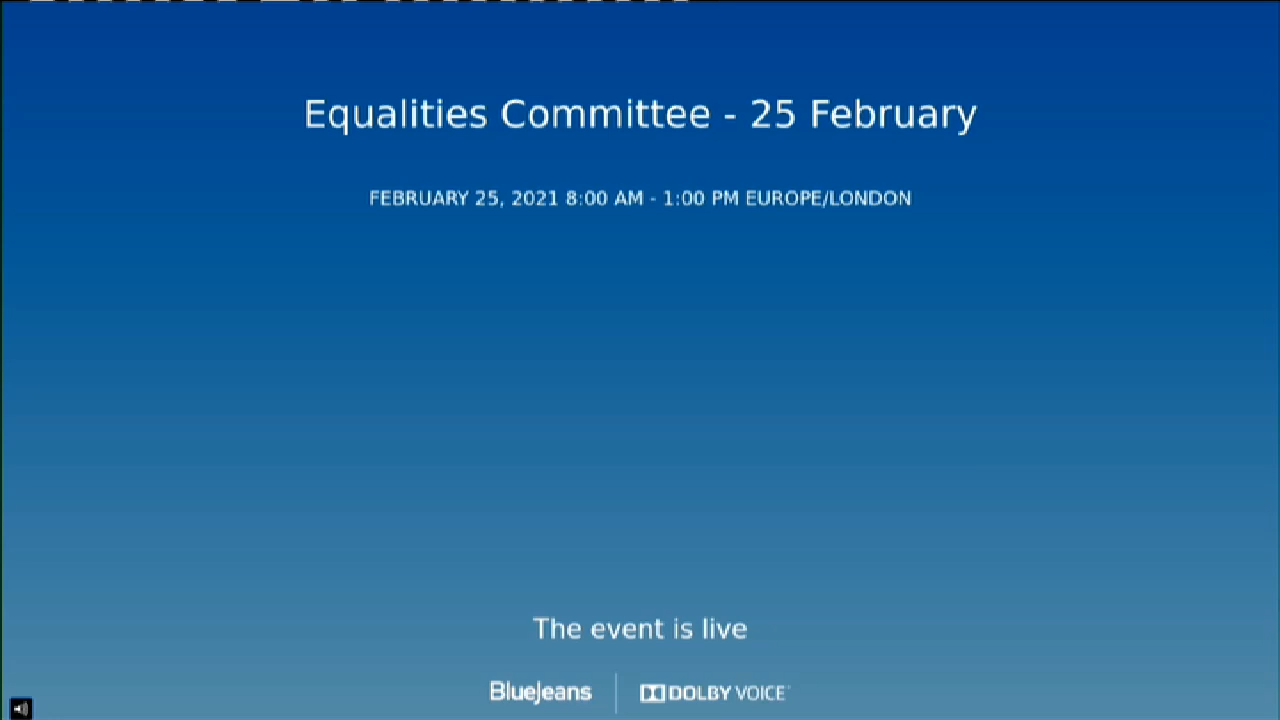 Equalities Committee - 25 February
FEBRUARY 25, 2021 8:00 AM - 1:00 PM EUROPE/LONDON
The event is live
BlueJeans
DOLBY VOICE